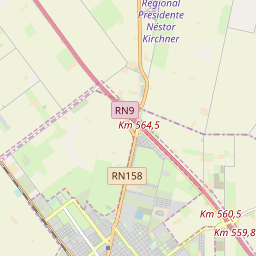 Regional
Presidente
Néstor
Kirchner
RN9
Km 564,5
RN158
Km 560,5
Km 559,8